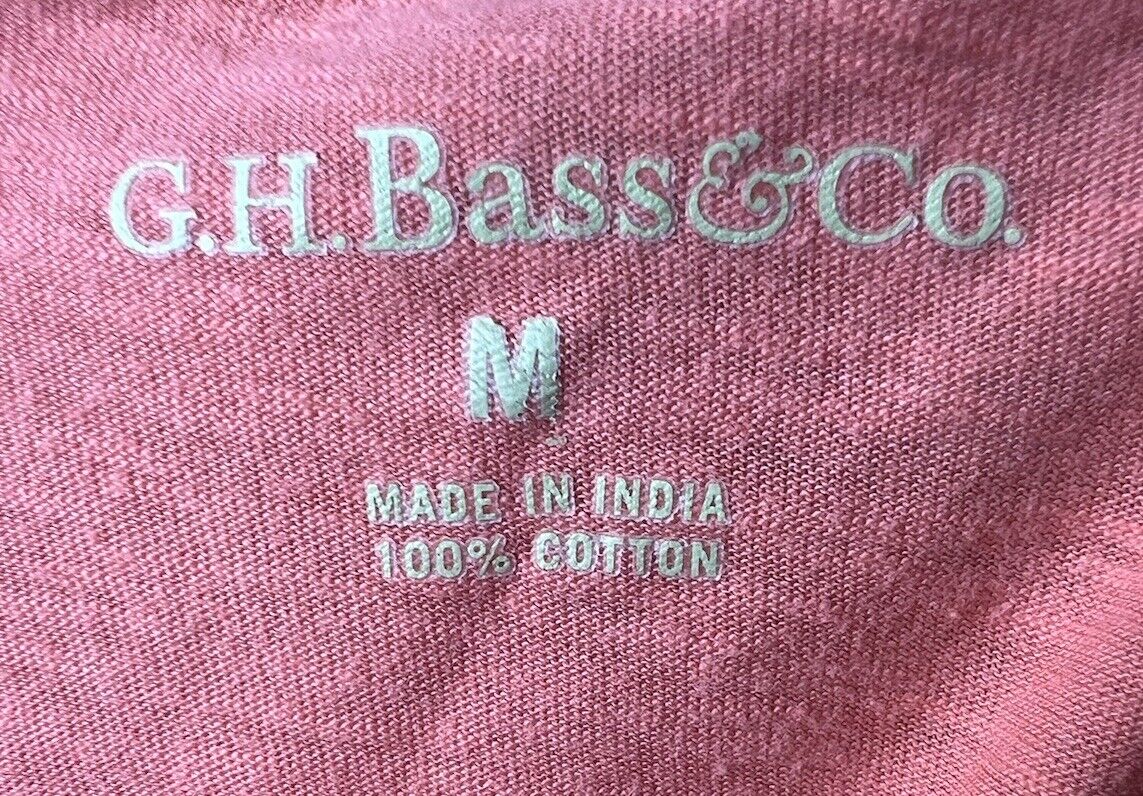 G.H.Bass&Co.
M
MADE IN INDIA
100% COTTON